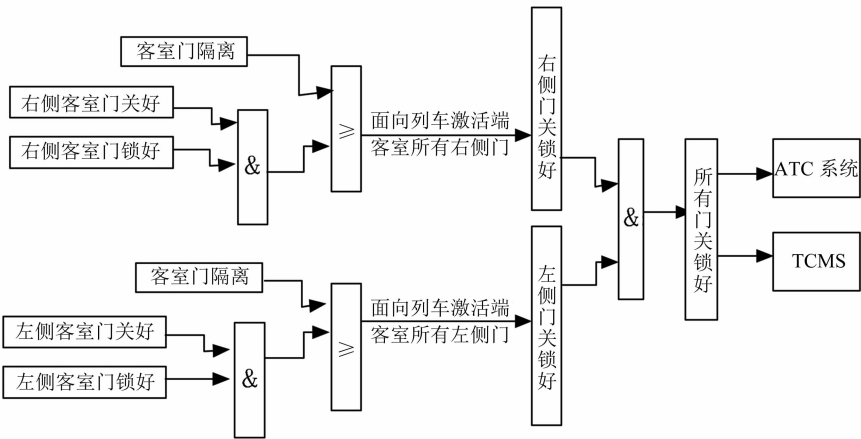 客室门隔离
右侧客室门关好
右侧客室门锁好
&
≥
面向列车激活端
客室所有右侧门
右侧门关锁好
客室门隔离
左侧客室门关好
左侧客室门锁好
&
≥
面向列车激活端
客室所有左侧门
左侧门关锁好
&
所有门关锁好
ATC 系统
TCMS